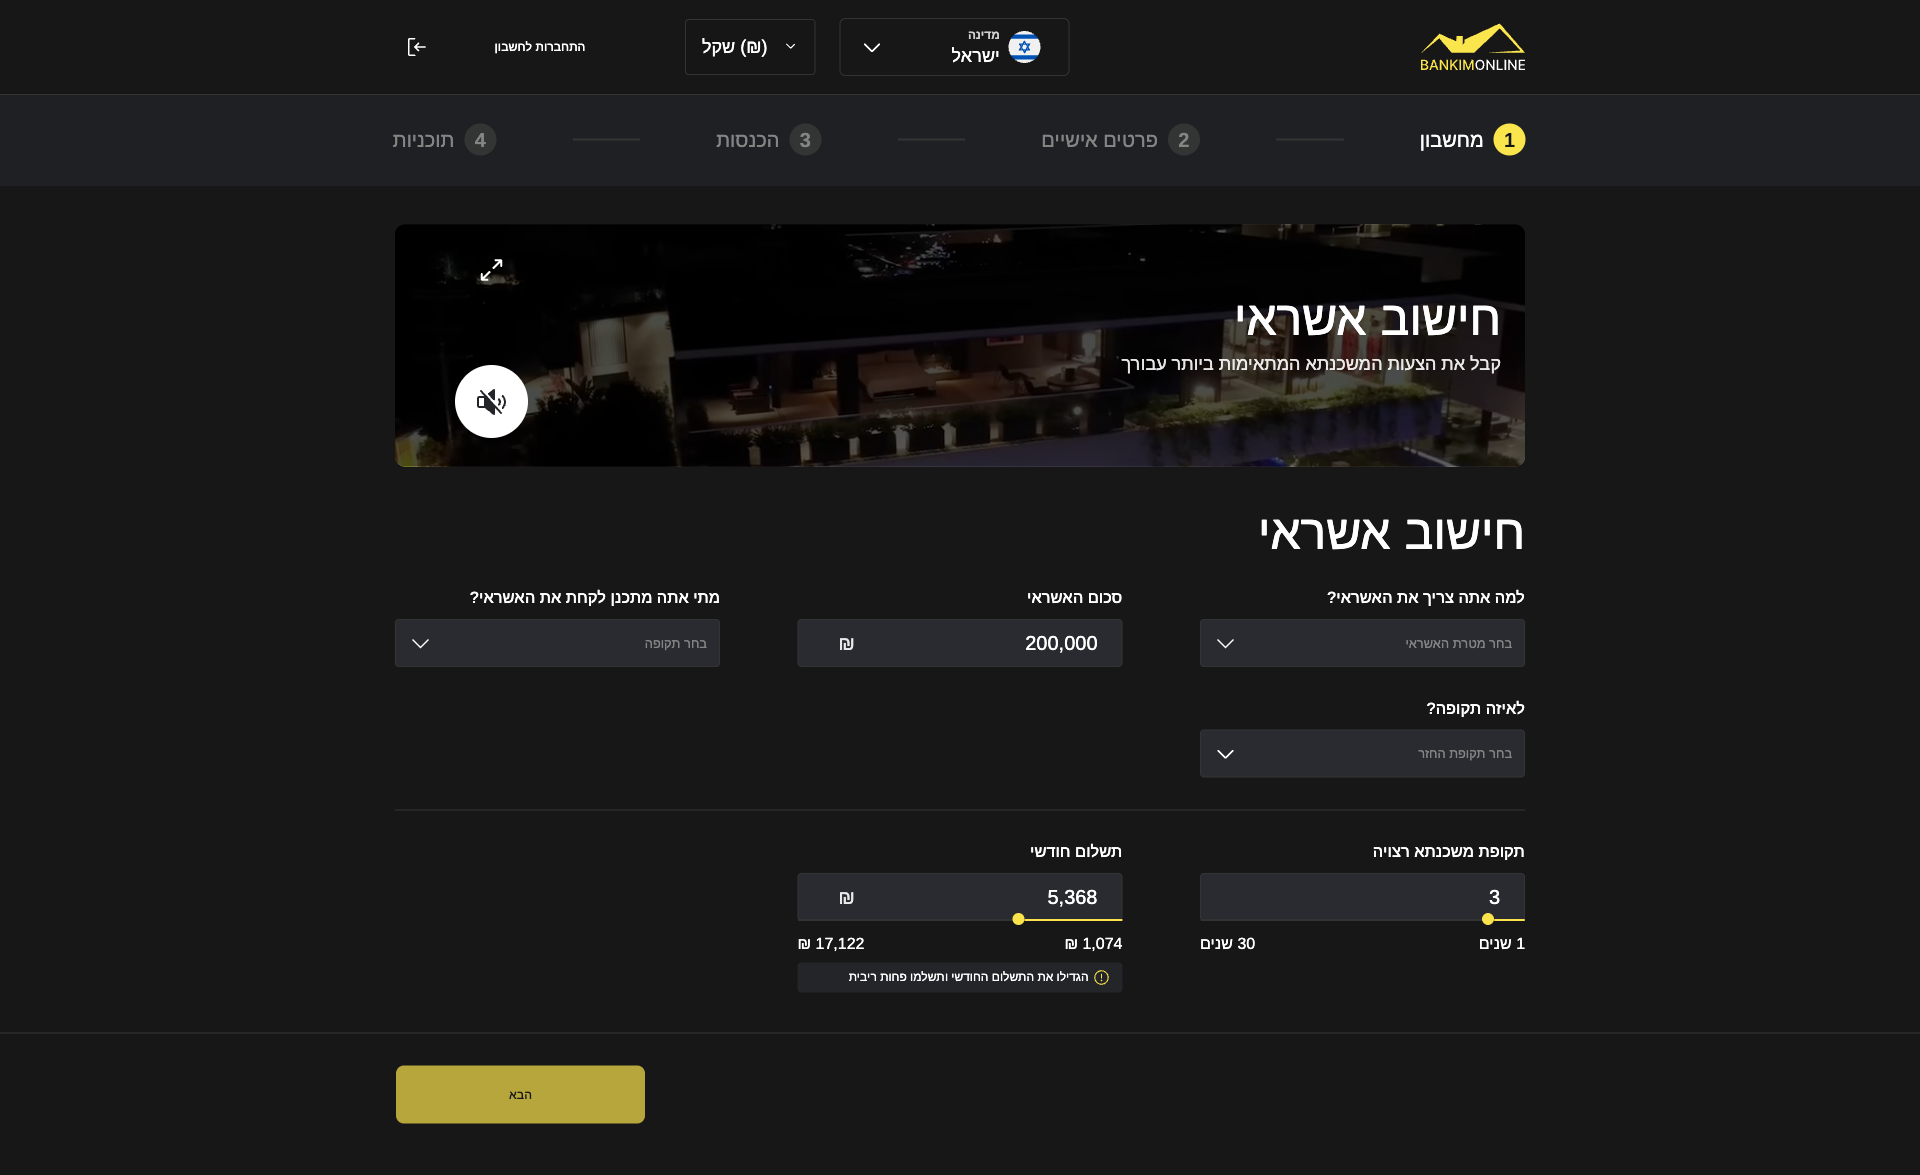 BANKIMONLINE
מדינה
ישראל
(₪) שקל
התחברות לחשבון
1 מחשבון
2 פרטים אישיים
3 הכנסות
4 תוכניות
חישוב אשראי
קבל את הצעות המשכנתא המתאימות ביותר עבורך
חישוב אשראי
למה אתה צריך את האשראי?
בחר מטרת האשראי
סכום האשראי
200,000 ₪
מתי אתה מתכנן לקחת את האשראי?
בחר תקופה
לאיזה תקופה?
בחר תקופת החזר
תקופת משכנתא רצויה
3
1 שנים
30 שנים
תשלום חודשי
5,368 ₪
1,074 ₪
17,122 ₪
הגדילו את התשלום החודשי ותשלמו פחות ריבית
הבא